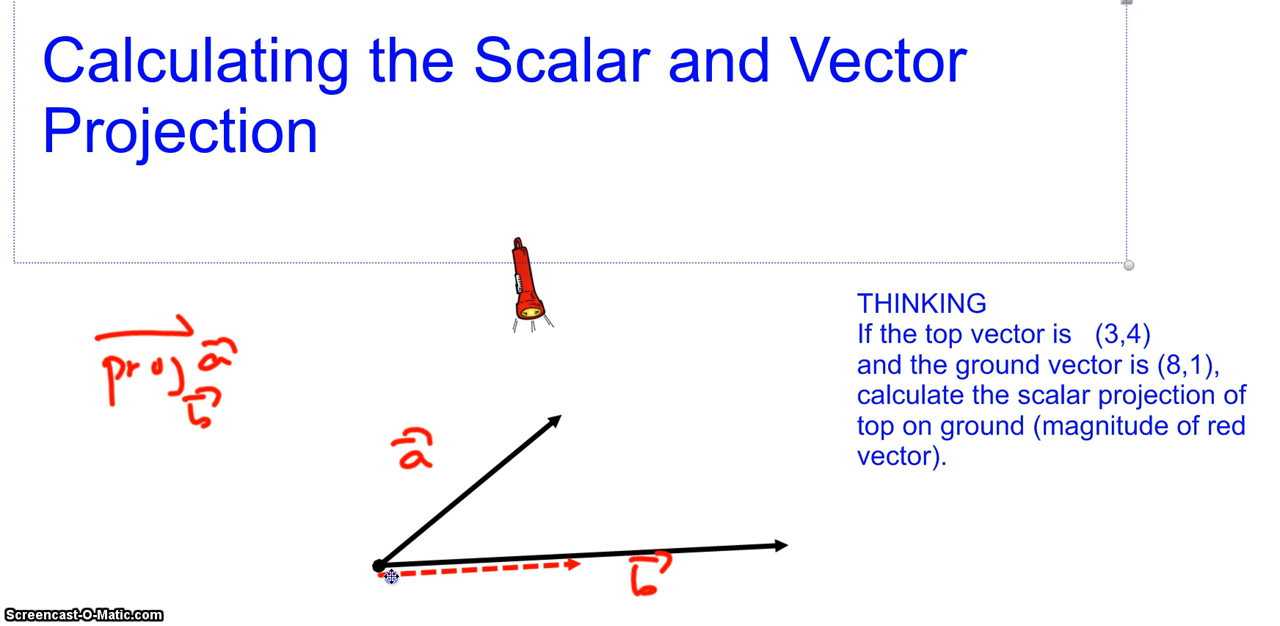 Calculating the Scalar and Vector
Projection
THINKING
If the top vector is (3,4)
and the ground vector is (8,1),
calculate the scalar projection of
top on ground (magnitude of red
vector).
proj a
b
a
b
Screencast-O-Matic.com